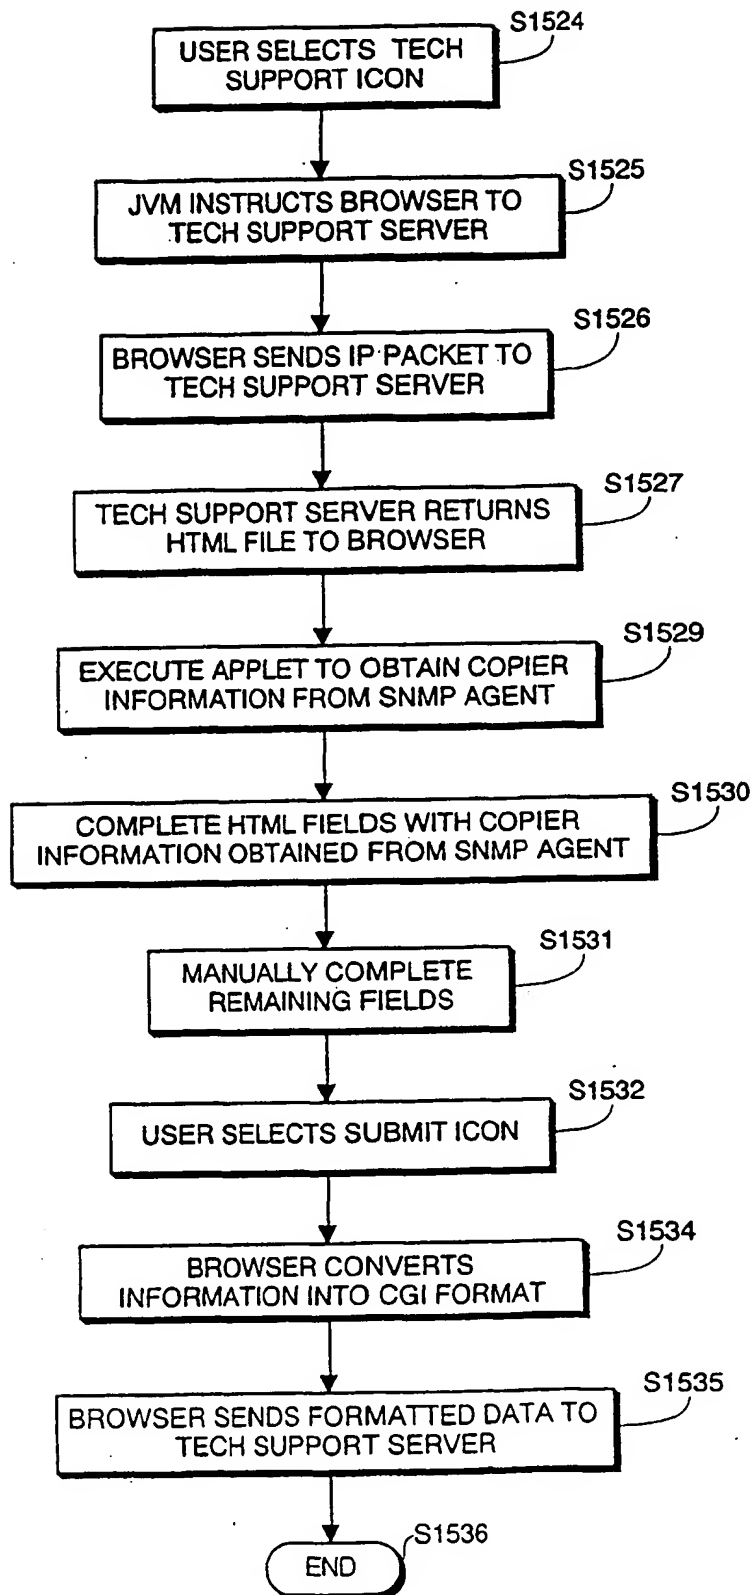 S1524
USER SELECTS TECH
SUPPORT ICON
S1525
JVM INSTRUCTS BROWSER TO
TECH SUPPORT SERVER
S1526
BROWSER SENDS IP PACKET TO
TECH SUPPORT SERVER
S1527
TECH SUPPORT SERVER RETURNS
HTML FILE TO BROWSER
S1529
EXECUTE APPLET TO OBTAIN COPIER
INFORMATION FROM SNMP AGENT
S1530
COMPLETE HTML FIELDS WITH COPIER
INFORMATION OBTAINED FROM SNMP AGENT
S1531
MANUALLY COMPLETE
REMAINING FIELDS
S1532
USER SELECTS SUBMIT ICON
S1534
BROWSER CONVERTS
INFORMATION INTO CGI FORMAT
S1535
BROWSER SENDS FORMATTED DATA TO
TECH SUPPORT SERVER
S1536
END